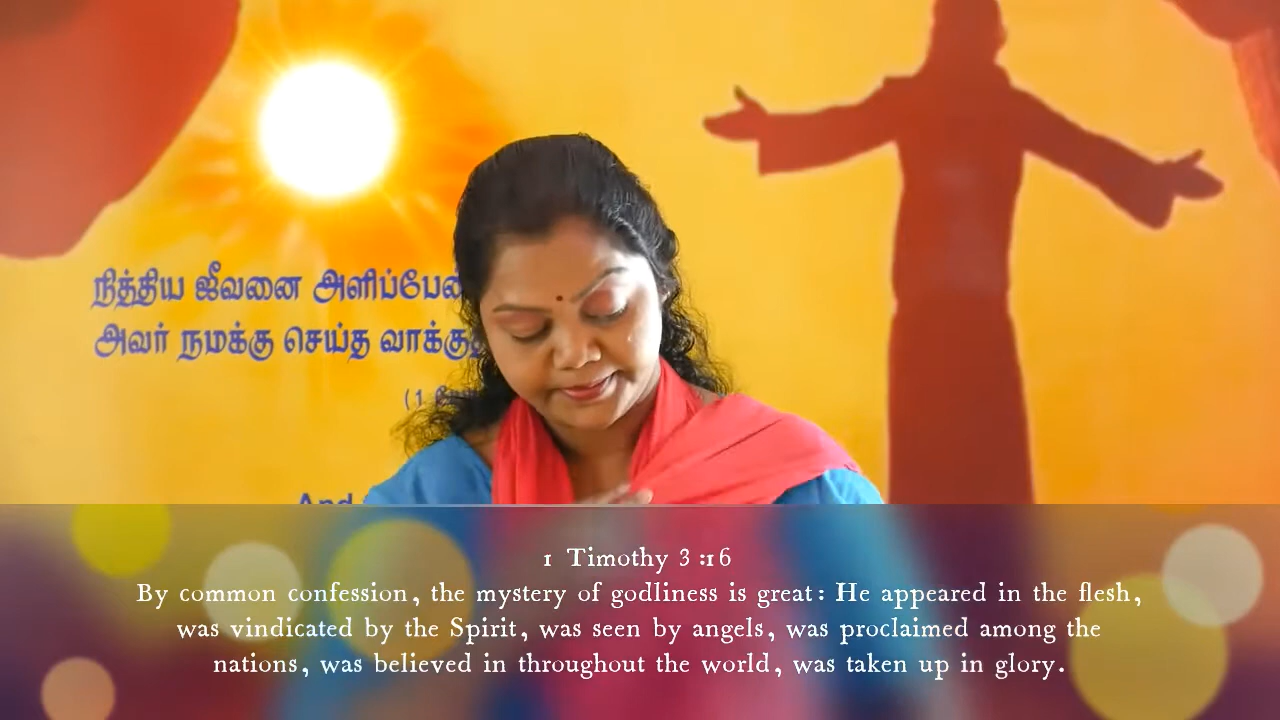 நித்திய ஜீவனை அளிப்பேன்
அவர் நமக்கு செய்த
(1
And
1 Timothy 3 :16
By common confession, the mystery of godliness is great: He appeared in the flesh,
was vindicated by the Spirit, was seen by angels, was proclaimed among the
nations, was believed in throughout the world, was taken up in glory.